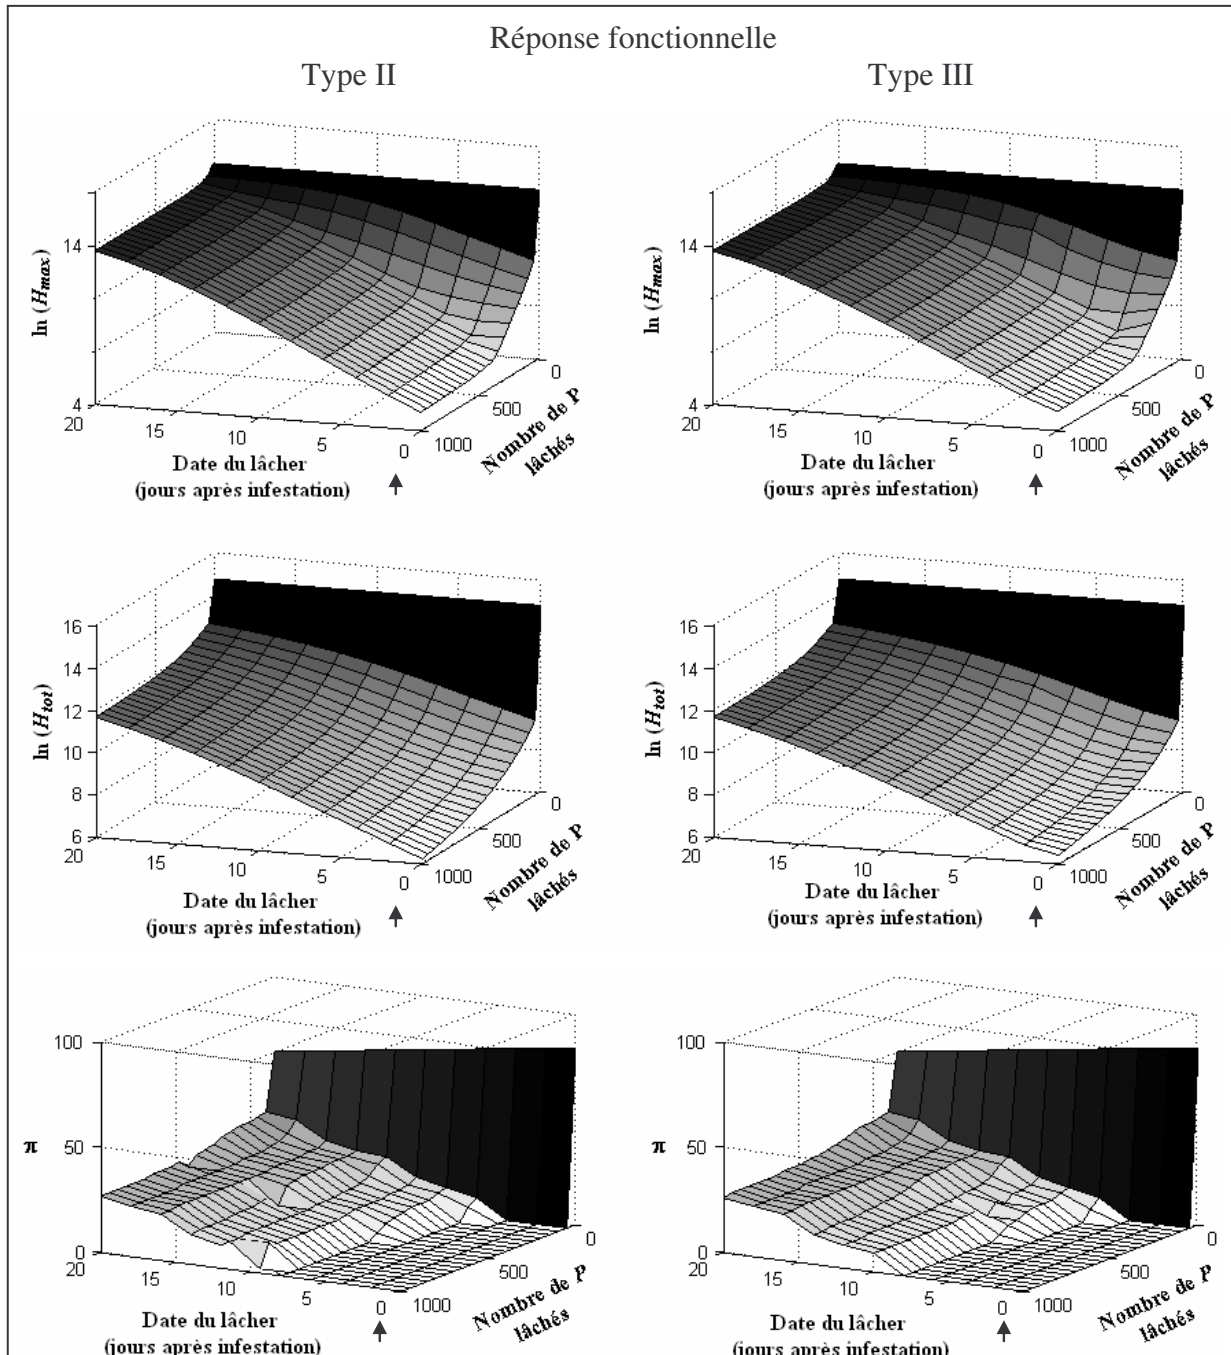 Réponse fonctionnelle
Type II
Type III
ln (Hmax)
14
4
20
15
10
5
0
0
500
1000
Nombre de P
lâchés
Date du lâcher
(jours après infestation)
ln (Hmax)
14
4
20
15
10
5
0
0
500
1000
Nombre de P
lâchés
Date du lâcher
(jours après infestation)
ln (Htot)
16
14
12
10
8
6
20
15
10
5
0
0
500
1000
Nombre de P
lâchés
Date du lâcher
(jours après infestation)
ln (Htot)
16
14
12
10
8
6
20
15
10
5
0
0
500
1000
Nombre de P
lâchés
Date du lâcher
(jours après infestation)
π
100
50
0
20
15
10
5
0
0
500
1000
Nombre de P
lâchés
Date du lâcher
(jours après infestation)
π
100
50
0
20
15
10
5
0
0
500
1000
Nombre de P
lâchés
Date du lâcher
(jours après infestation)